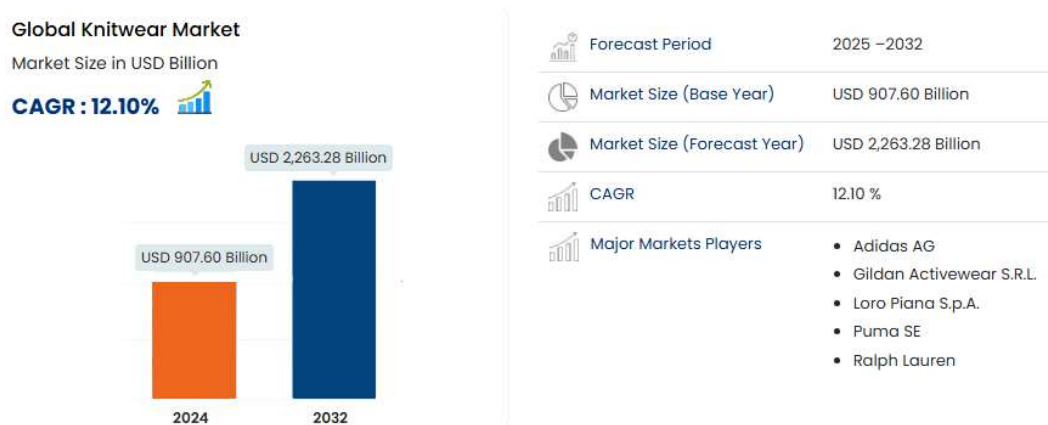 Global Knitwear Market
Market Size in USD Billion
CAGR : 12.10%
USD 2,263.28 Billion
USD 907.60 Billion
2024
2032
Forecast Period
2025 –2032
Market Size (Base Year)
USD 907.60 Billion
Market Size (Forecast Year)
USD 2,263.28 Billion
CAGR
12.10 %
Major Markets Players
Adidas AG
Gildan Activewear S.R.L.
Loro Piana S.p.A.
Puma SE
Ralph Lauren